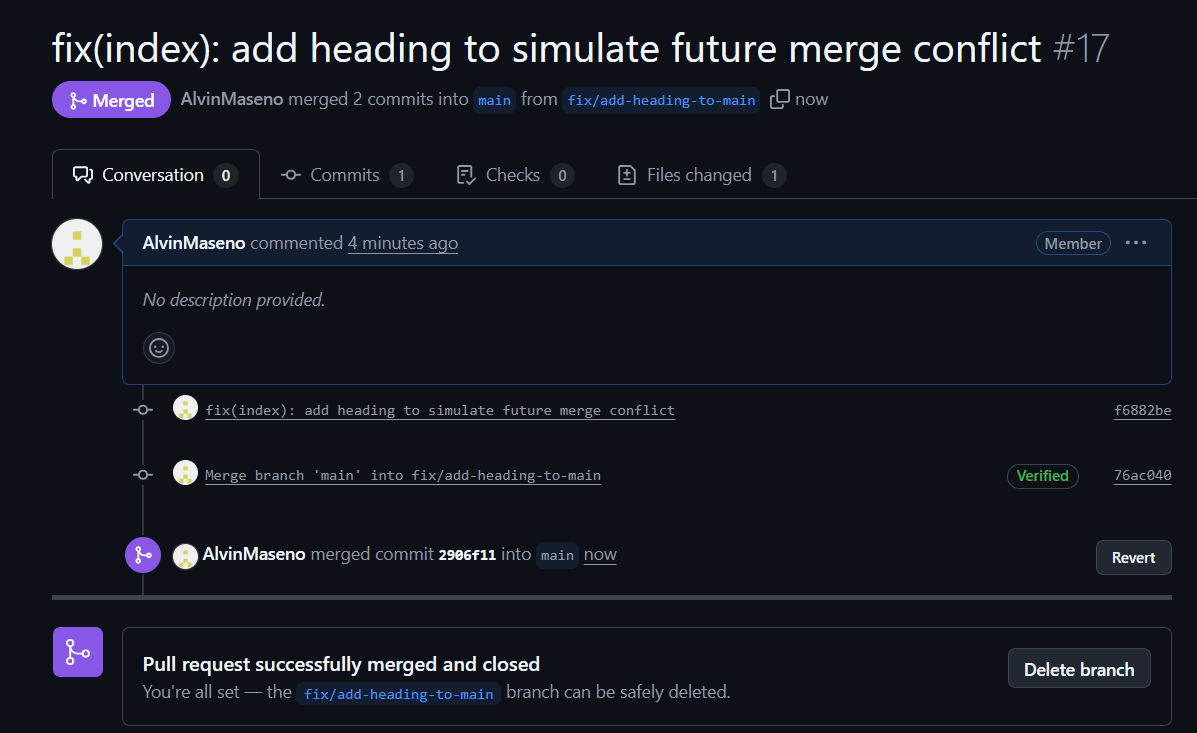 fix(index): add heading to simulate future merge conflict #17
Merged AlvinMaseno merged 2 commits into main from fix/add-heading-to-main now
Conversation 0 Commits 1 Checks 0 Files changed 1
AlvinMaseno commented 4 minutes ago Member
No description provided.
fix(index): add heading to simulate future merge conflict f6882be
Merge branch 'main' into fix/add-heading-to-main Verified 76ac040
AlvinMaseno merged commit 2906f11 into main now Revert
Pull request successfully merged and closed
You're all set — the fix/add-heading-to-main branch can be safely deleted.
Delete branch